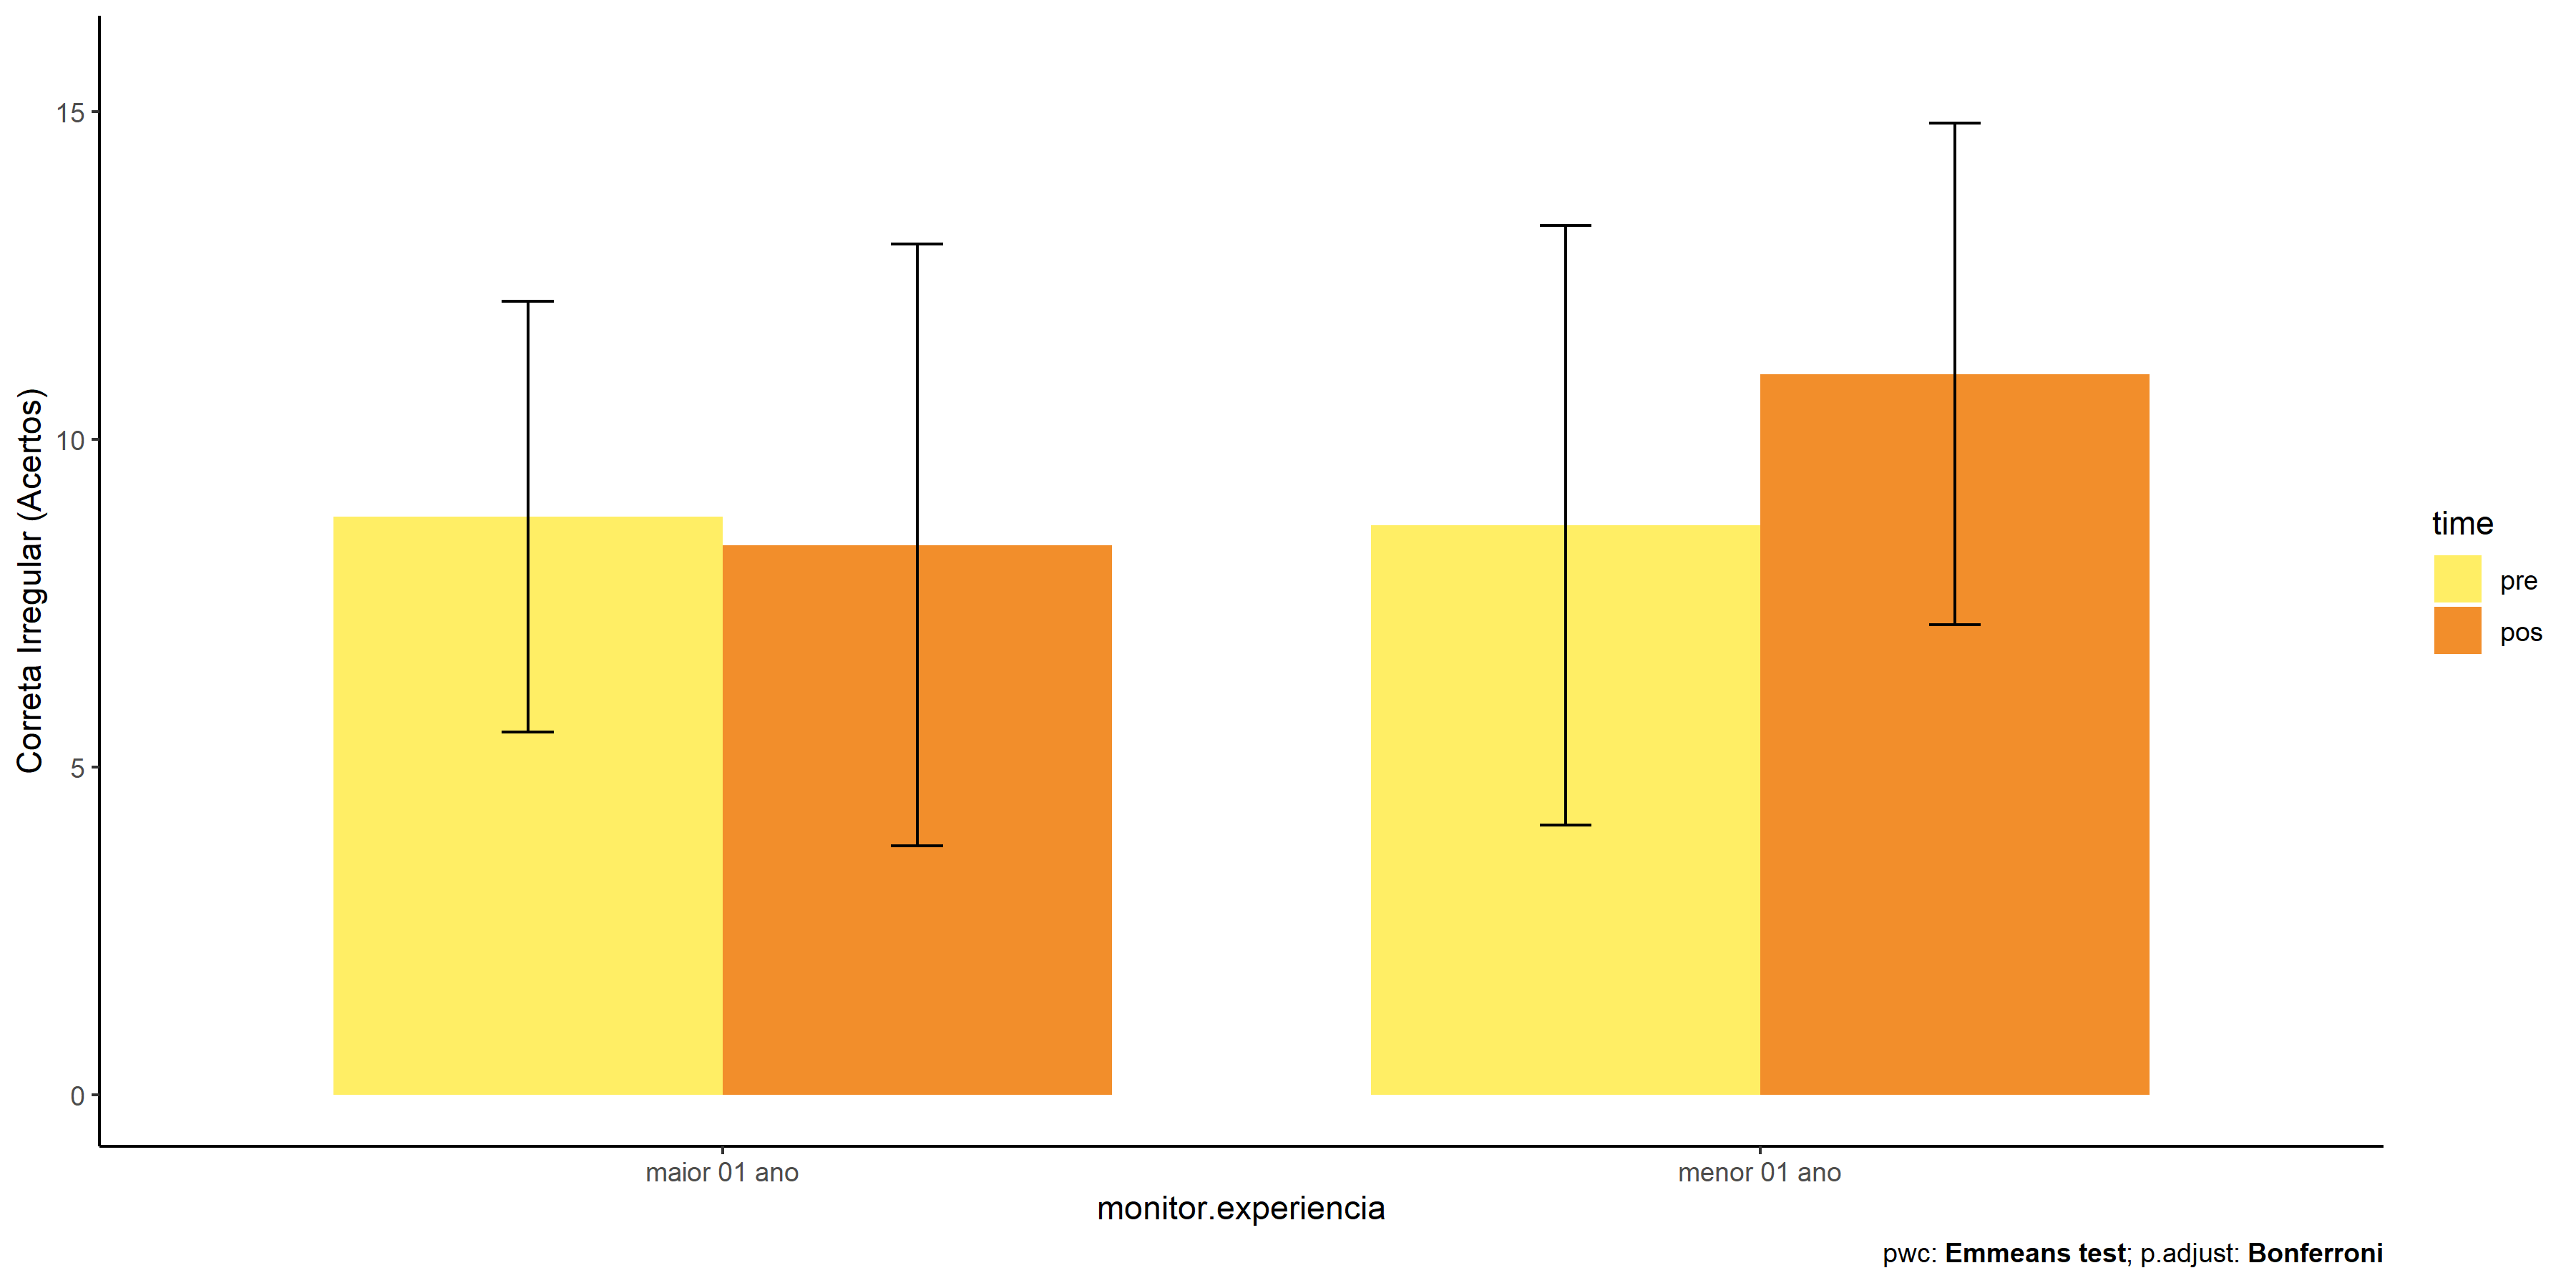 Correta Irregular (Acertos)
15
10
5
0
maior 01 ano
menor 01 ano
monitor.experiencia
time
pre
pos
pwc: Emmeans test; p.adjust: Bonferroni